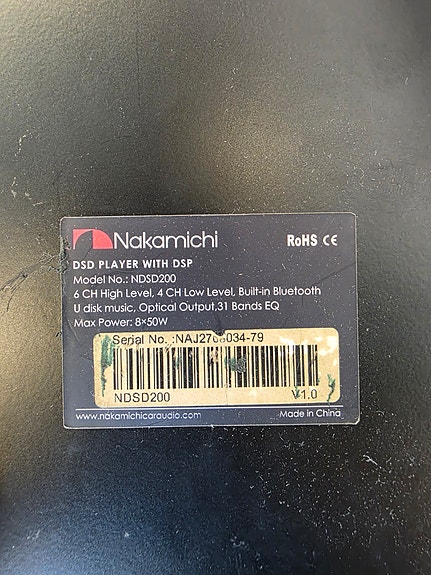 Nakamichi
RoHS CE
DSD PLAYER WITH DSP
Model No.: NDSD200
6 CH High Level, 4 CH Low Level, Built-in Bluetooth
U disk music, Optical Output,31 Bands EQ
Max Power: 8×50W
Serial No.
NDSD200 V1.0
www.nakamichicaraudio.com Made in China